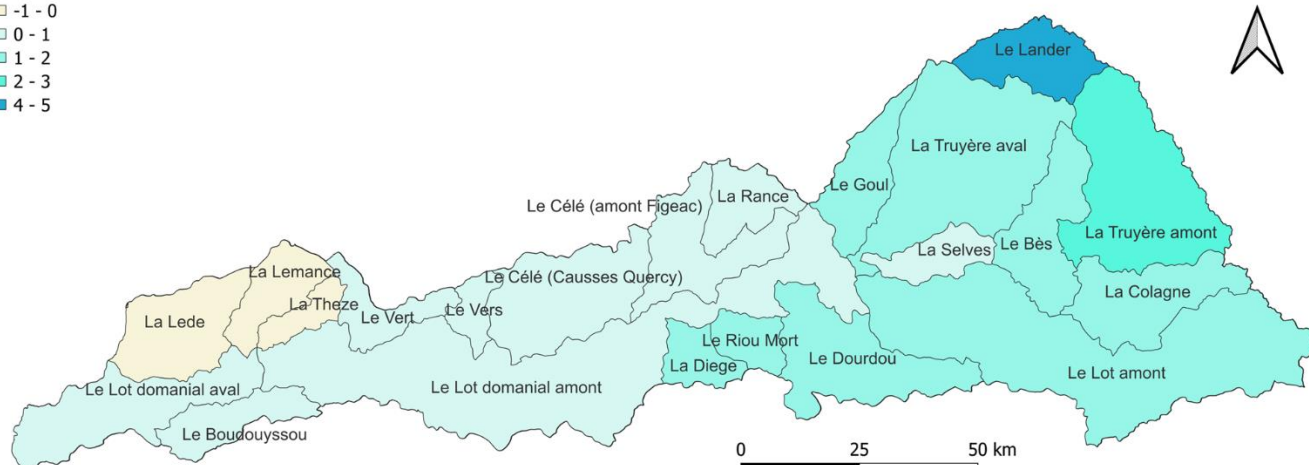 -1 - 0
0 - 1
1 - 2
2 - 3
4 - 5
Le Lander
La Truyère aval
Le Goul
La Rance
Le Célé (amont Figeac)
La Truyère amont
La Selves
Le Bès
La Lemance
Le Célé (Causses Quercy)
La Colagne
La Theze
Le Vers
Le Vert
La Lede
Le Riou Mort
Le Dourdou
La Diege
Le Lot amont
Le Lot domanial aval
Le Lot domanial amont
Le Boudouyssou
0 25 50 km